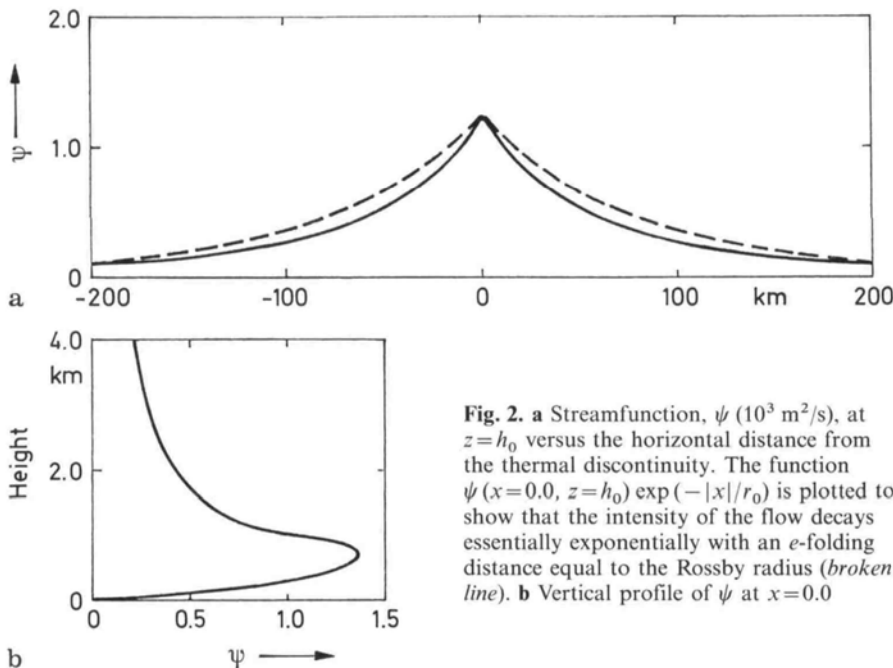 2.0
ψ
1.0
0
-200 -100 0 100 km 200
a
4.0
km
Height
2.0
0
0 0.5 1.0 1.5
b ψ
Fig. 2. a Streamfunction, ψ (10³ m²/s), at
z = h₀ versus the horizontal distance from
the thermal discontinuity. The function
ψ (x = 0.0, z = h₀) exp (−|x|/r₀) is plotted to
show that the intensity of the flow decays
essentially exponentially with an e-folding
distance equal to the Rossby radius (broken
line). b Vertical profile of ψ at x = 0.0